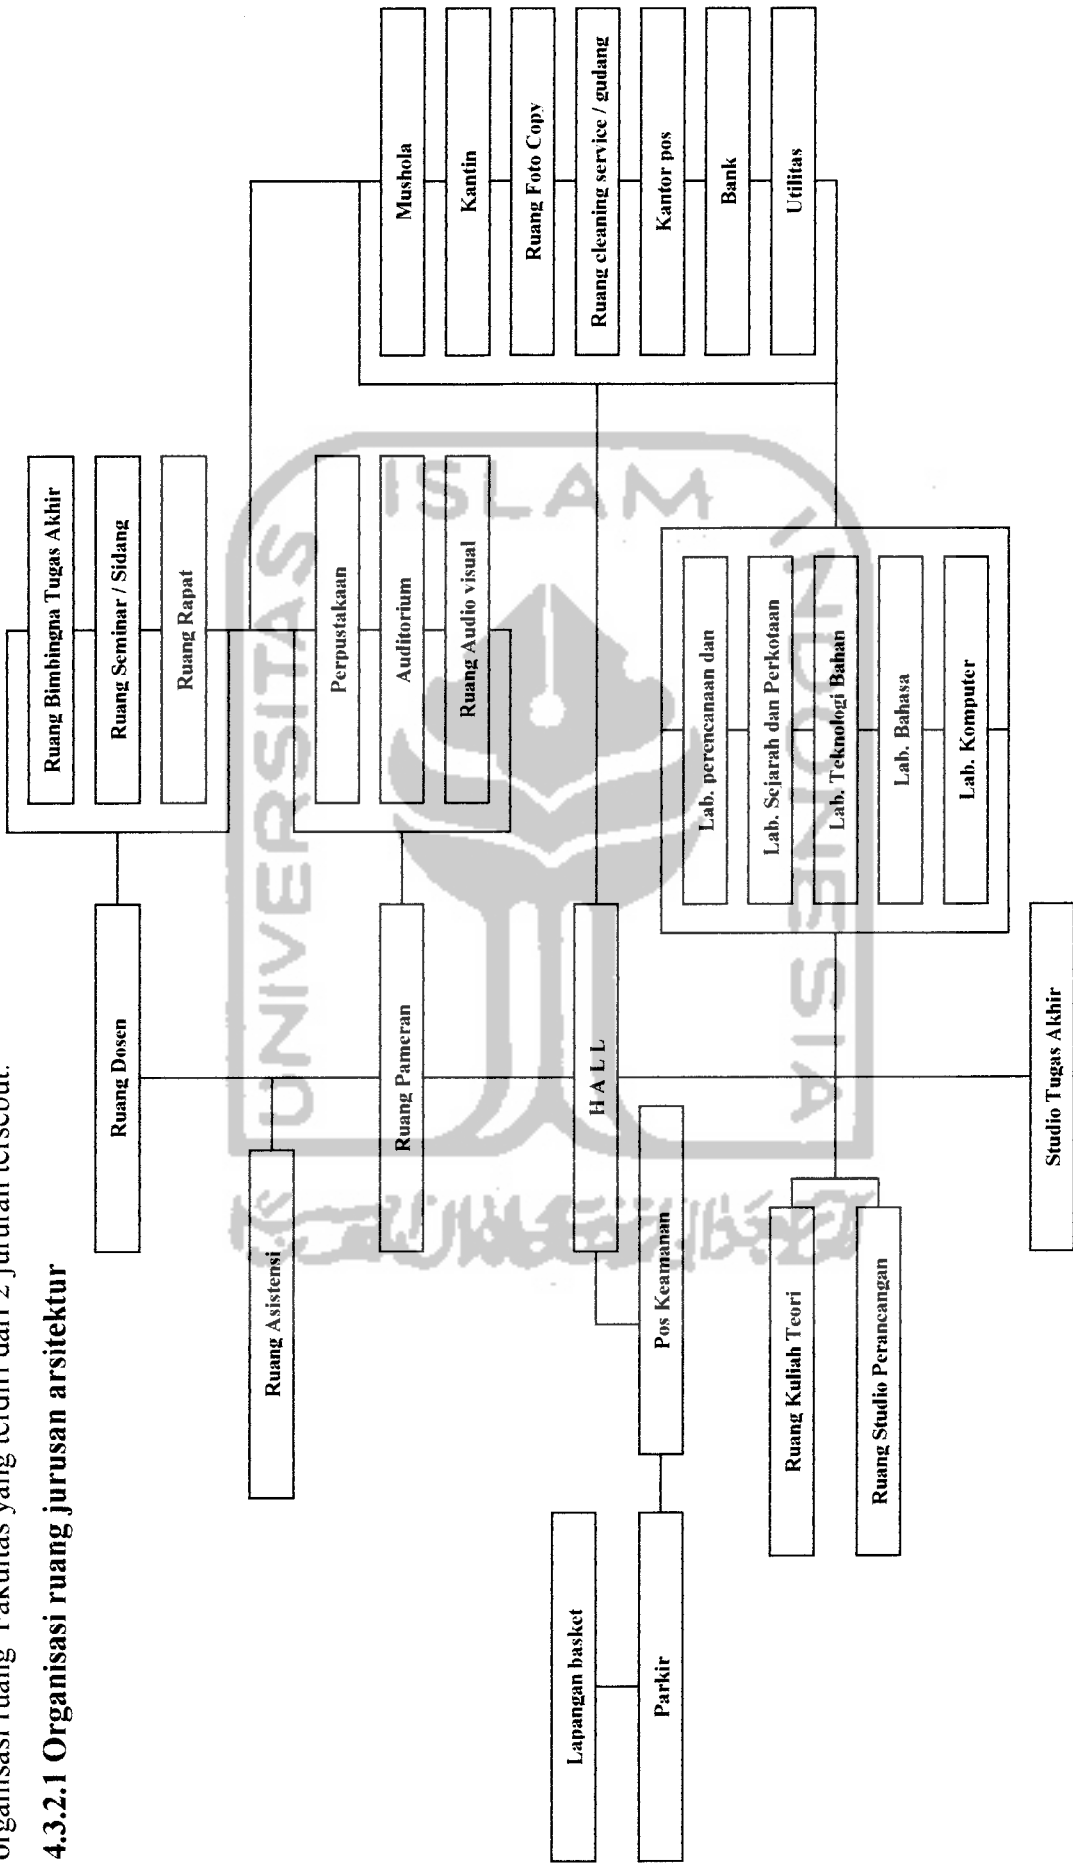 organisasi ruang Fakultas yang terdiri dari 2 jurusan tersebut.
4.3.2.1 Organisasi ruang jurusan arsitektur
Ruang Bimbingna Tugas Akhir
Ruang Seminar / Sidang
Ruang Rapat
Ruang Dosen
Ruang Asistensi
Perpustakaan
Auditorium
Ruang Audio visual
Ruang Pameran
Mushola
Kantin
Ruang Foto Copy
Ruang cleaning service / gudang
Kantor pos
Bank
Utilitas
H A L L
Pos Keamanan
Lapangan basket
Parkir
Lab. perencanaan dan
Lab. Sejarah dan Perkotaan
Lab. Teknologi Bahan
Lab. Bahasa
Lab. Komputer
Ruang Kuliah Teori
Ruang Studio Perancangan
Studio Tugas Akhir
UNIVERSITAS
ISLAM
INDONESIA